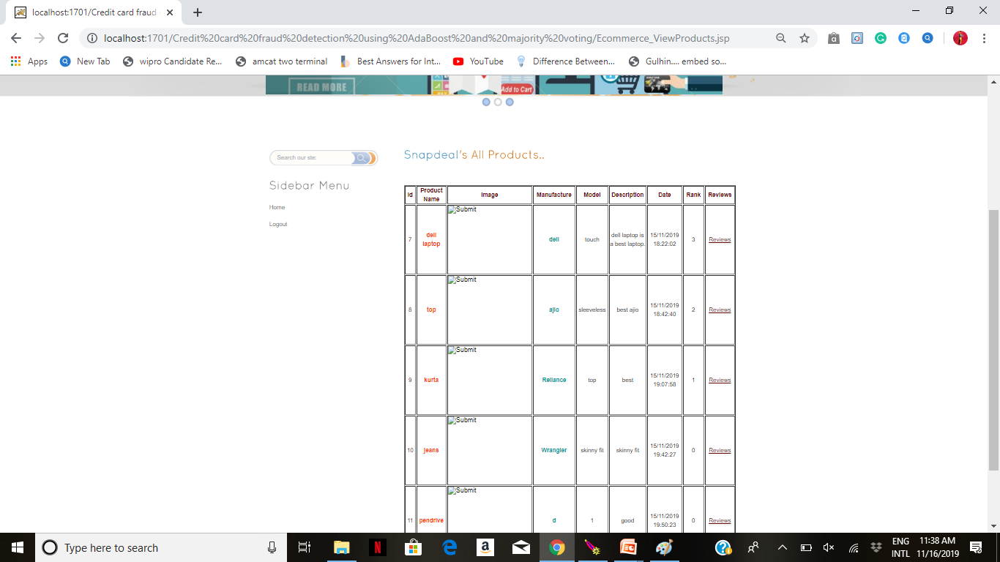 localhost:1701/Credit card fraud
localhost:1701/Credit%20card%20fraud%20detection%20using%20AdaBoost%20and%20majority%20voting/Ecommerce_ViewProducts.jsp
Apps New Tab wipro Candidate Re... amcat two terminal Best Answers for Int... YouTube Difference Between... Gulhin.... embed so...
READ MORE
Add to Cart
Search our site:
Snapdeal's All Products..
Sidebar Menu
Home
Logout
Id Product Name Image Manufacture Model Description Date Rank Reviews
Submit
7 dell laptop dell touch dell laptop is a best laptop. 15/11/2019 18:22:02 3 Reviews
Submit
8 top ajio sleeveless best ajio 15/11/2019 18:42:40 2 Reviews
Submit
9 kurta Reliance top best 15/11/2019 19:07:58 1 Reviews
Submit
10 jeans Wrangler skinny fit skinny fit 15/11/2019 19:42:27 0 Reviews
Submit
11 pendrive d 1 good 15/11/2019 19:50:23 0 Reviews
Type here to search
ENG 11:38 AM
INTL 11/16/2019